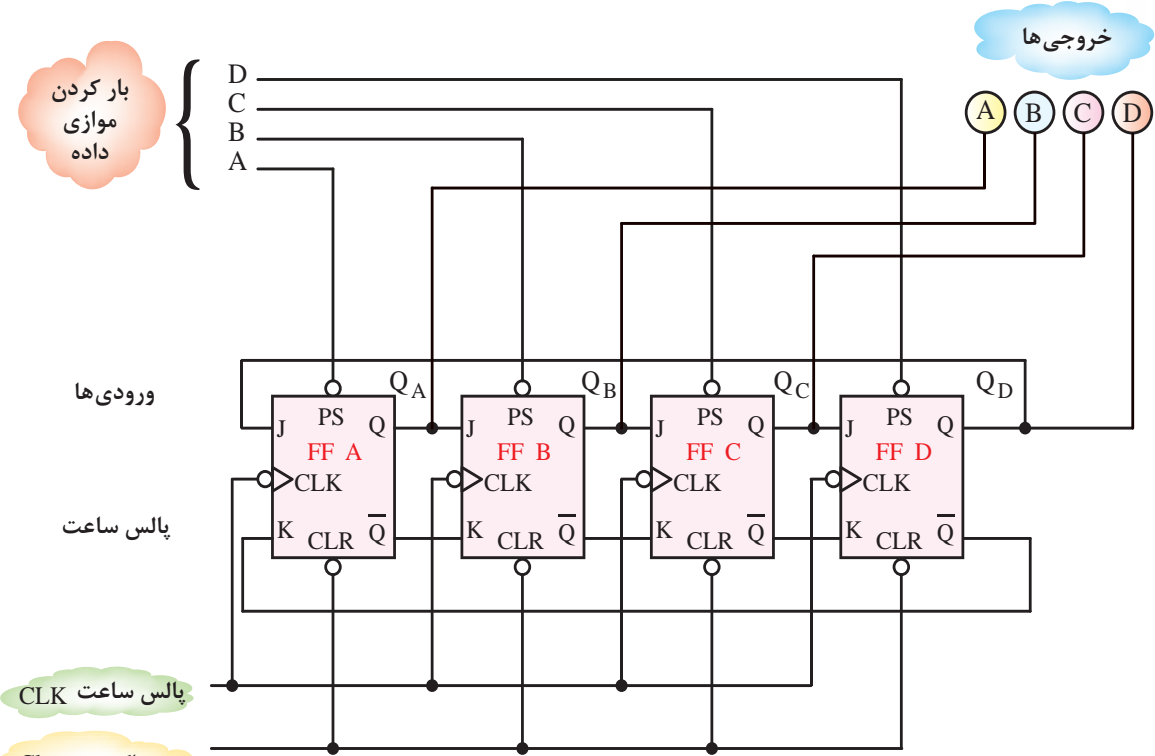 خروجی‌ها
A B C D
بار کردن
موازی
داده
D
C
B
A
ورودی‌ها
Q_A Q_B Q_C Q_D
J PS Q J PS Q J PS Q J PS Q
FF A FF B FF C FF D
CLK CLK CLK CLK
پالس ساعت
K CLR Q̅ K CLR Q̅ K CLR Q̅ K CLR Q̅
پالس ساعت CLK